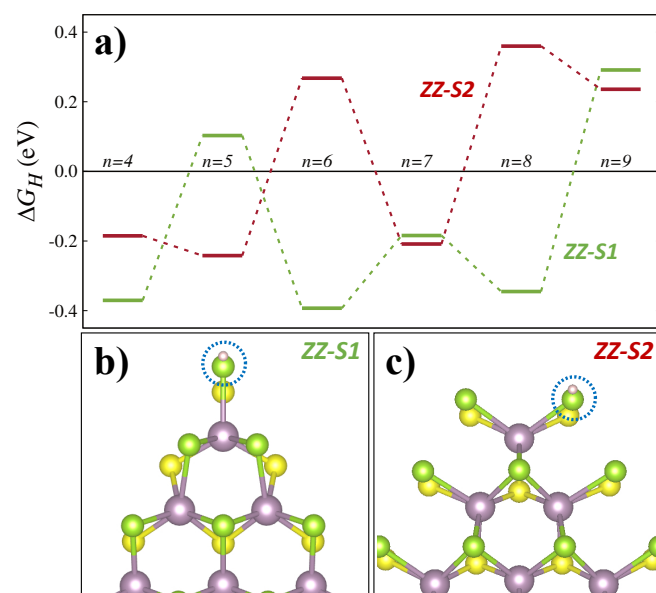 a)
ΔG_H (eV)
0.4
0.2
0.0
-0.2
-0.4
ZZ-S2
n=4 n=5 n=6 n=7 n=8 n=9
ZZ-S1
b) ZZ-S1
c) ZZ-S2